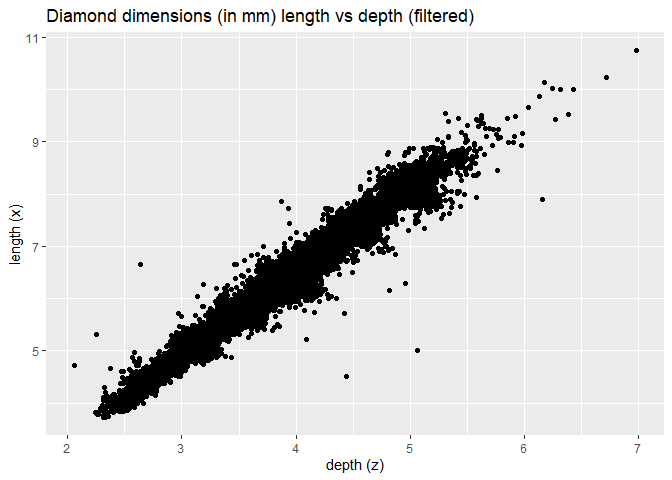 Diamond dimensions (in mm) length vs depth (filtered)
11
9
7
5
length (x)
2 3 4 5 6 7
depth (z)